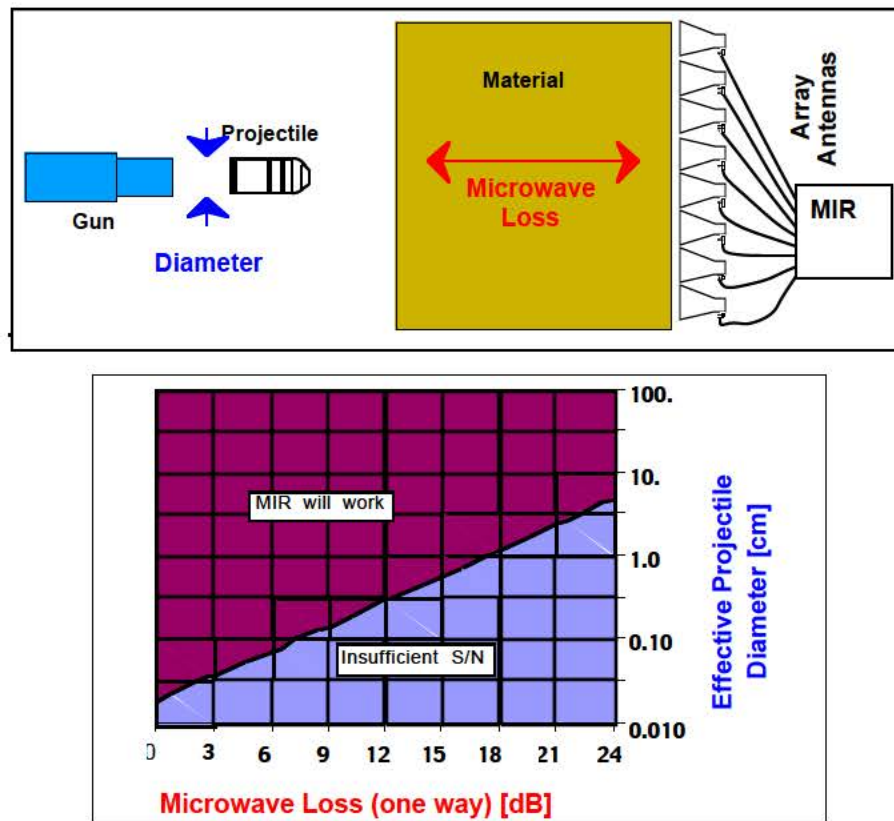 Projectile
Gun
Diameter
Material
Microwave
Loss
Array
Antennas
MIR
MIR will work
Insufficient S/N
100.
10.
1.0
0.10
0.010
0 3 6 9 12 15 18 21 24
Microwave Loss (one way) [dB]
Effective Projectile
Diameter [cm]